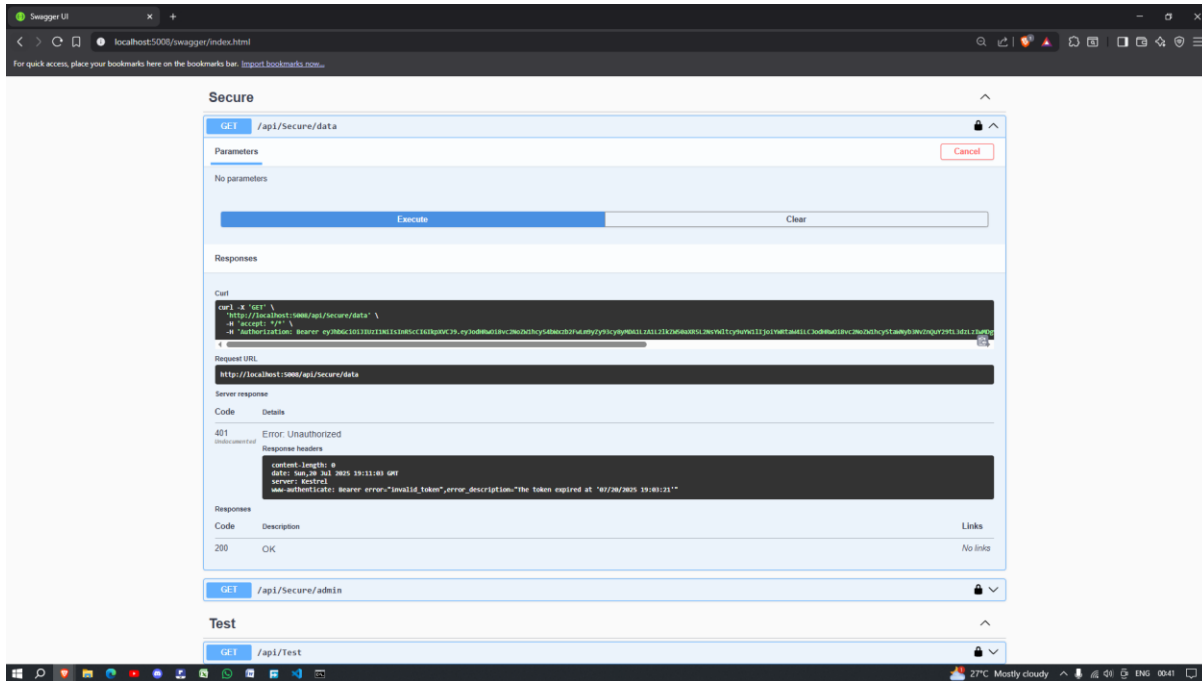 Swagger UI
localhost:5008/swagger/index.html
For quick access, place your bookmarks here on the bookmarks bar. Import bookmarks now...
Secure
GET /api/Secure/data
Parameters
Cancel
No parameters
Execute
Clear
Responses
Curl
curl -X 'GET' \
'http://localhost:5008/api/Secure/data' \
-H 'accept: */*' \
-H 'Authorization: Bearer
Request URL
http://localhost:5008/api/Secure/data
Server response
Code Details
401 Error: Unauthorized
Undocumented
Response headers
content-length: 0
date: Sun,20 Jul 2025 19:11:03 GMT
server: Kestrel
www-authenticate: Bearer error="invalid_token",error_description="The token expired at '07/20/2025 19:03:21'"
Responses
Code Description Links
200 OK No links
GET /api/Secure/admin
Test
GET /api/Test
27°C Mostly cloudy ENG 00:41